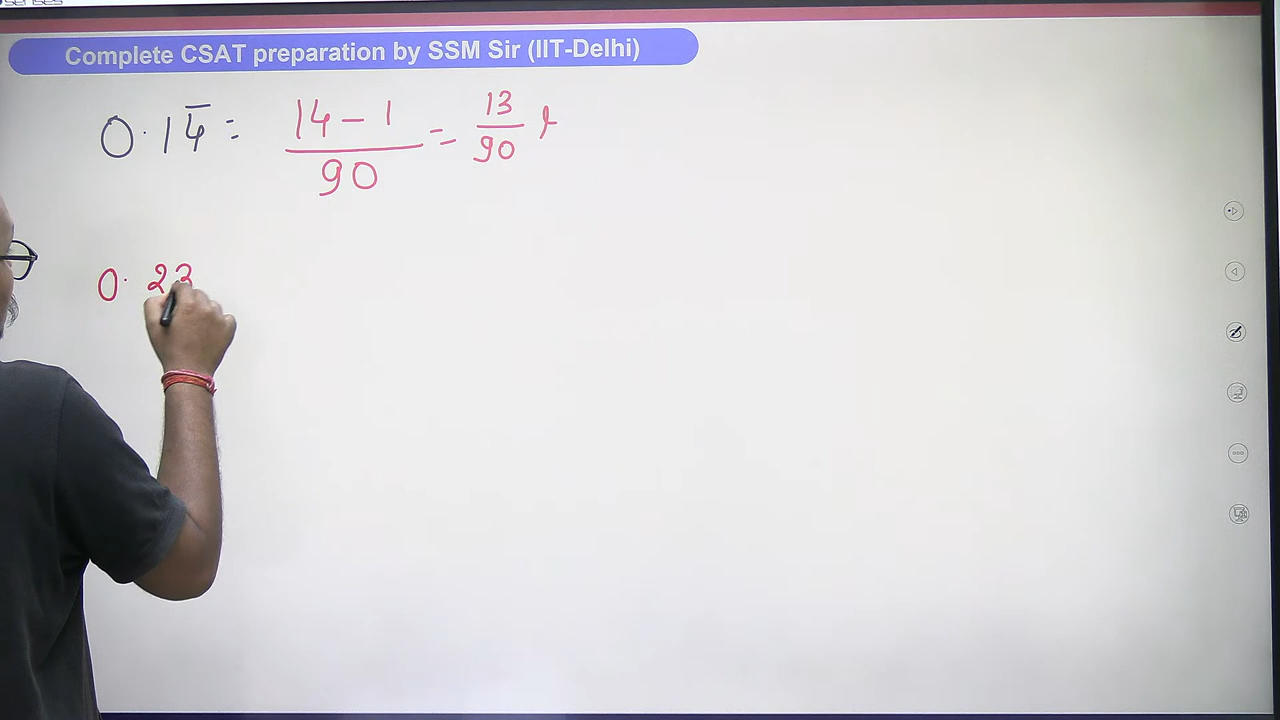 Complete CSAT preparation by SSM Sir (IIT-Delhi)
0.14̅ = 14 - 1 / 90 = 13 / 90
0.23